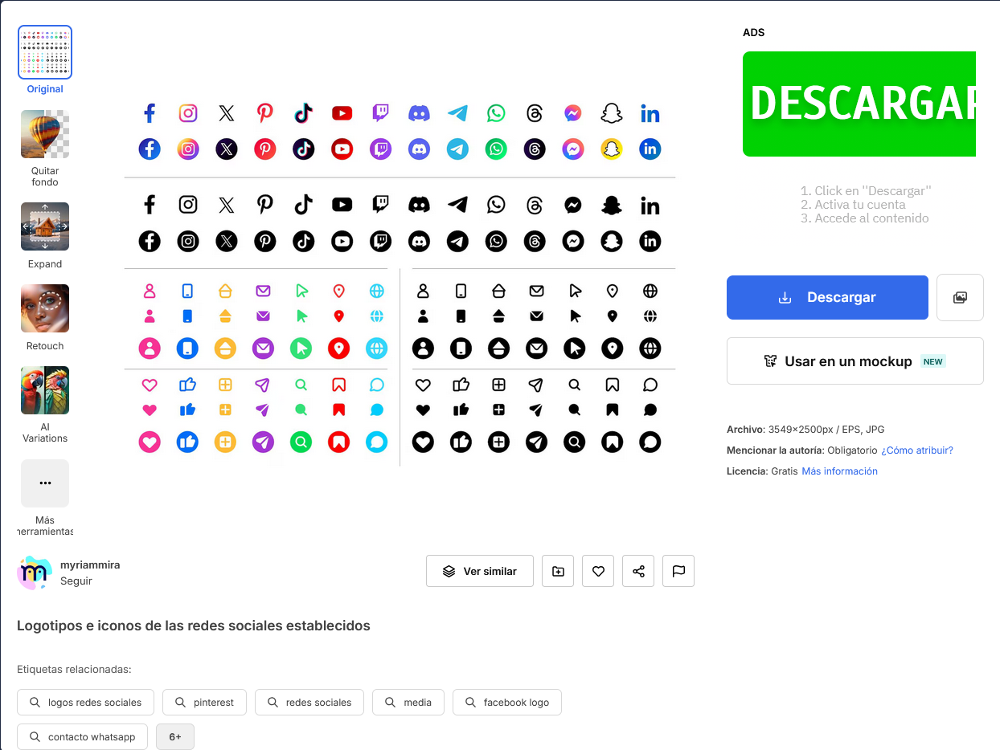 Original
Quitar
fondo
Expand
Retouch
AI
Variations
Más
herramientas
ADS
DESCARGAR
1. Click en "Descargar"
2. Activa tu cuenta
3. Accede al contenido
Descargar
Usar en un mockup NEW
Archivo: 3549×2500px / EPS, JPG
Mencionar la autoría: Obligatorio ¿Cómo atribuir?
Licencia: Gratis Más información
myriammira
Seguir
Ver similar
Logotipos e iconos de las redes sociales establecidos
Etiquetas relacionadas:
logos redes sociales
pinterest
redes sociales
media
facebook logo
contacto whatsapp
6+